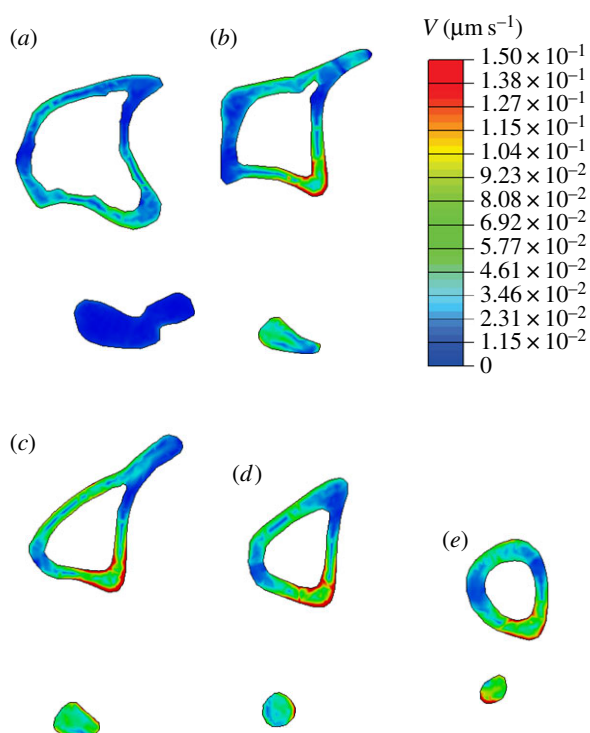 (a)
(b)
V (μm s⁻¹)
1.50 × 10⁻¹
1.38 × 10⁻¹
1.27 × 10⁻¹
1.15 × 10⁻¹
1.04 × 10⁻¹
9.23 × 10⁻²
8.08 × 10⁻²
6.92 × 10⁻²
5.77 × 10⁻²
4.61 × 10⁻²
3.46 × 10⁻²
2.31 × 10⁻²
1.15 × 10⁻²
0
(c)
(d)
(e)